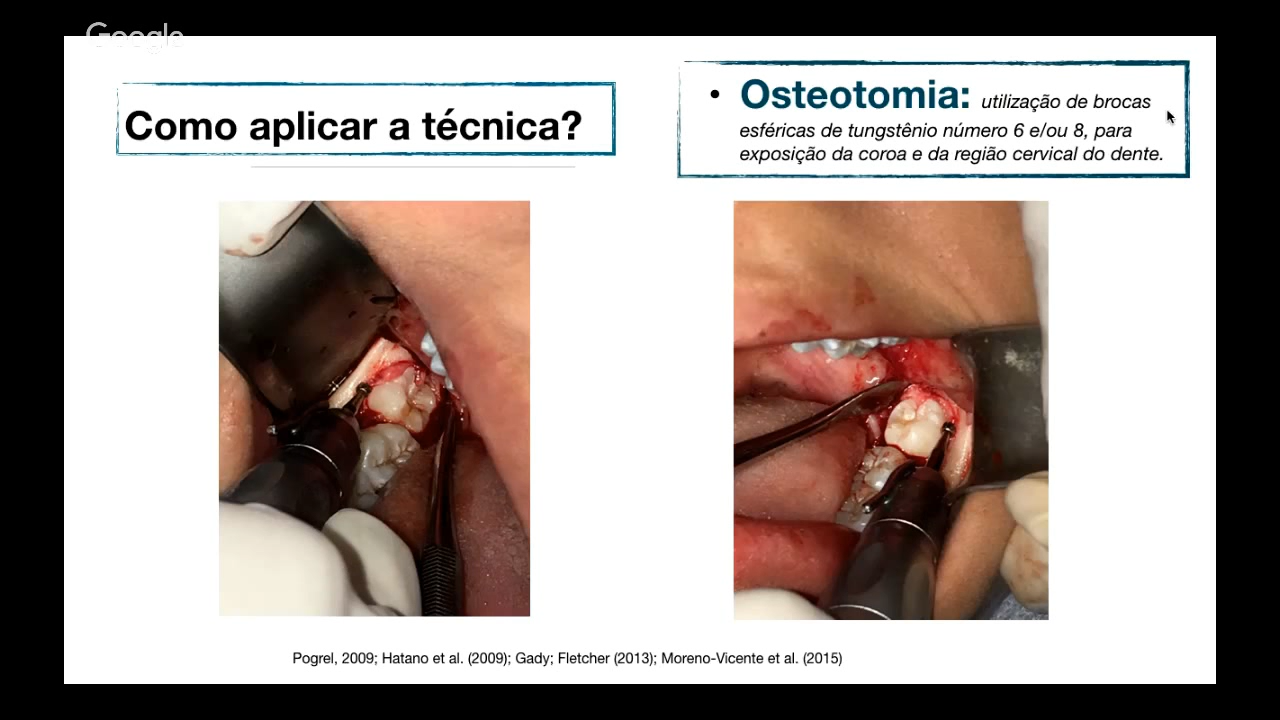 Google
Como aplicar a técnica?
• Osteotomia: utilização de brocas
esféricas de tungstênio número 6 e/ou 8, para
exposição da coroa e da região cervical do dente.
Pogrel, 2009; Hatano et al. (2009); Gady; Fletcher (2013); Moreno-Vicente et al. (2015)